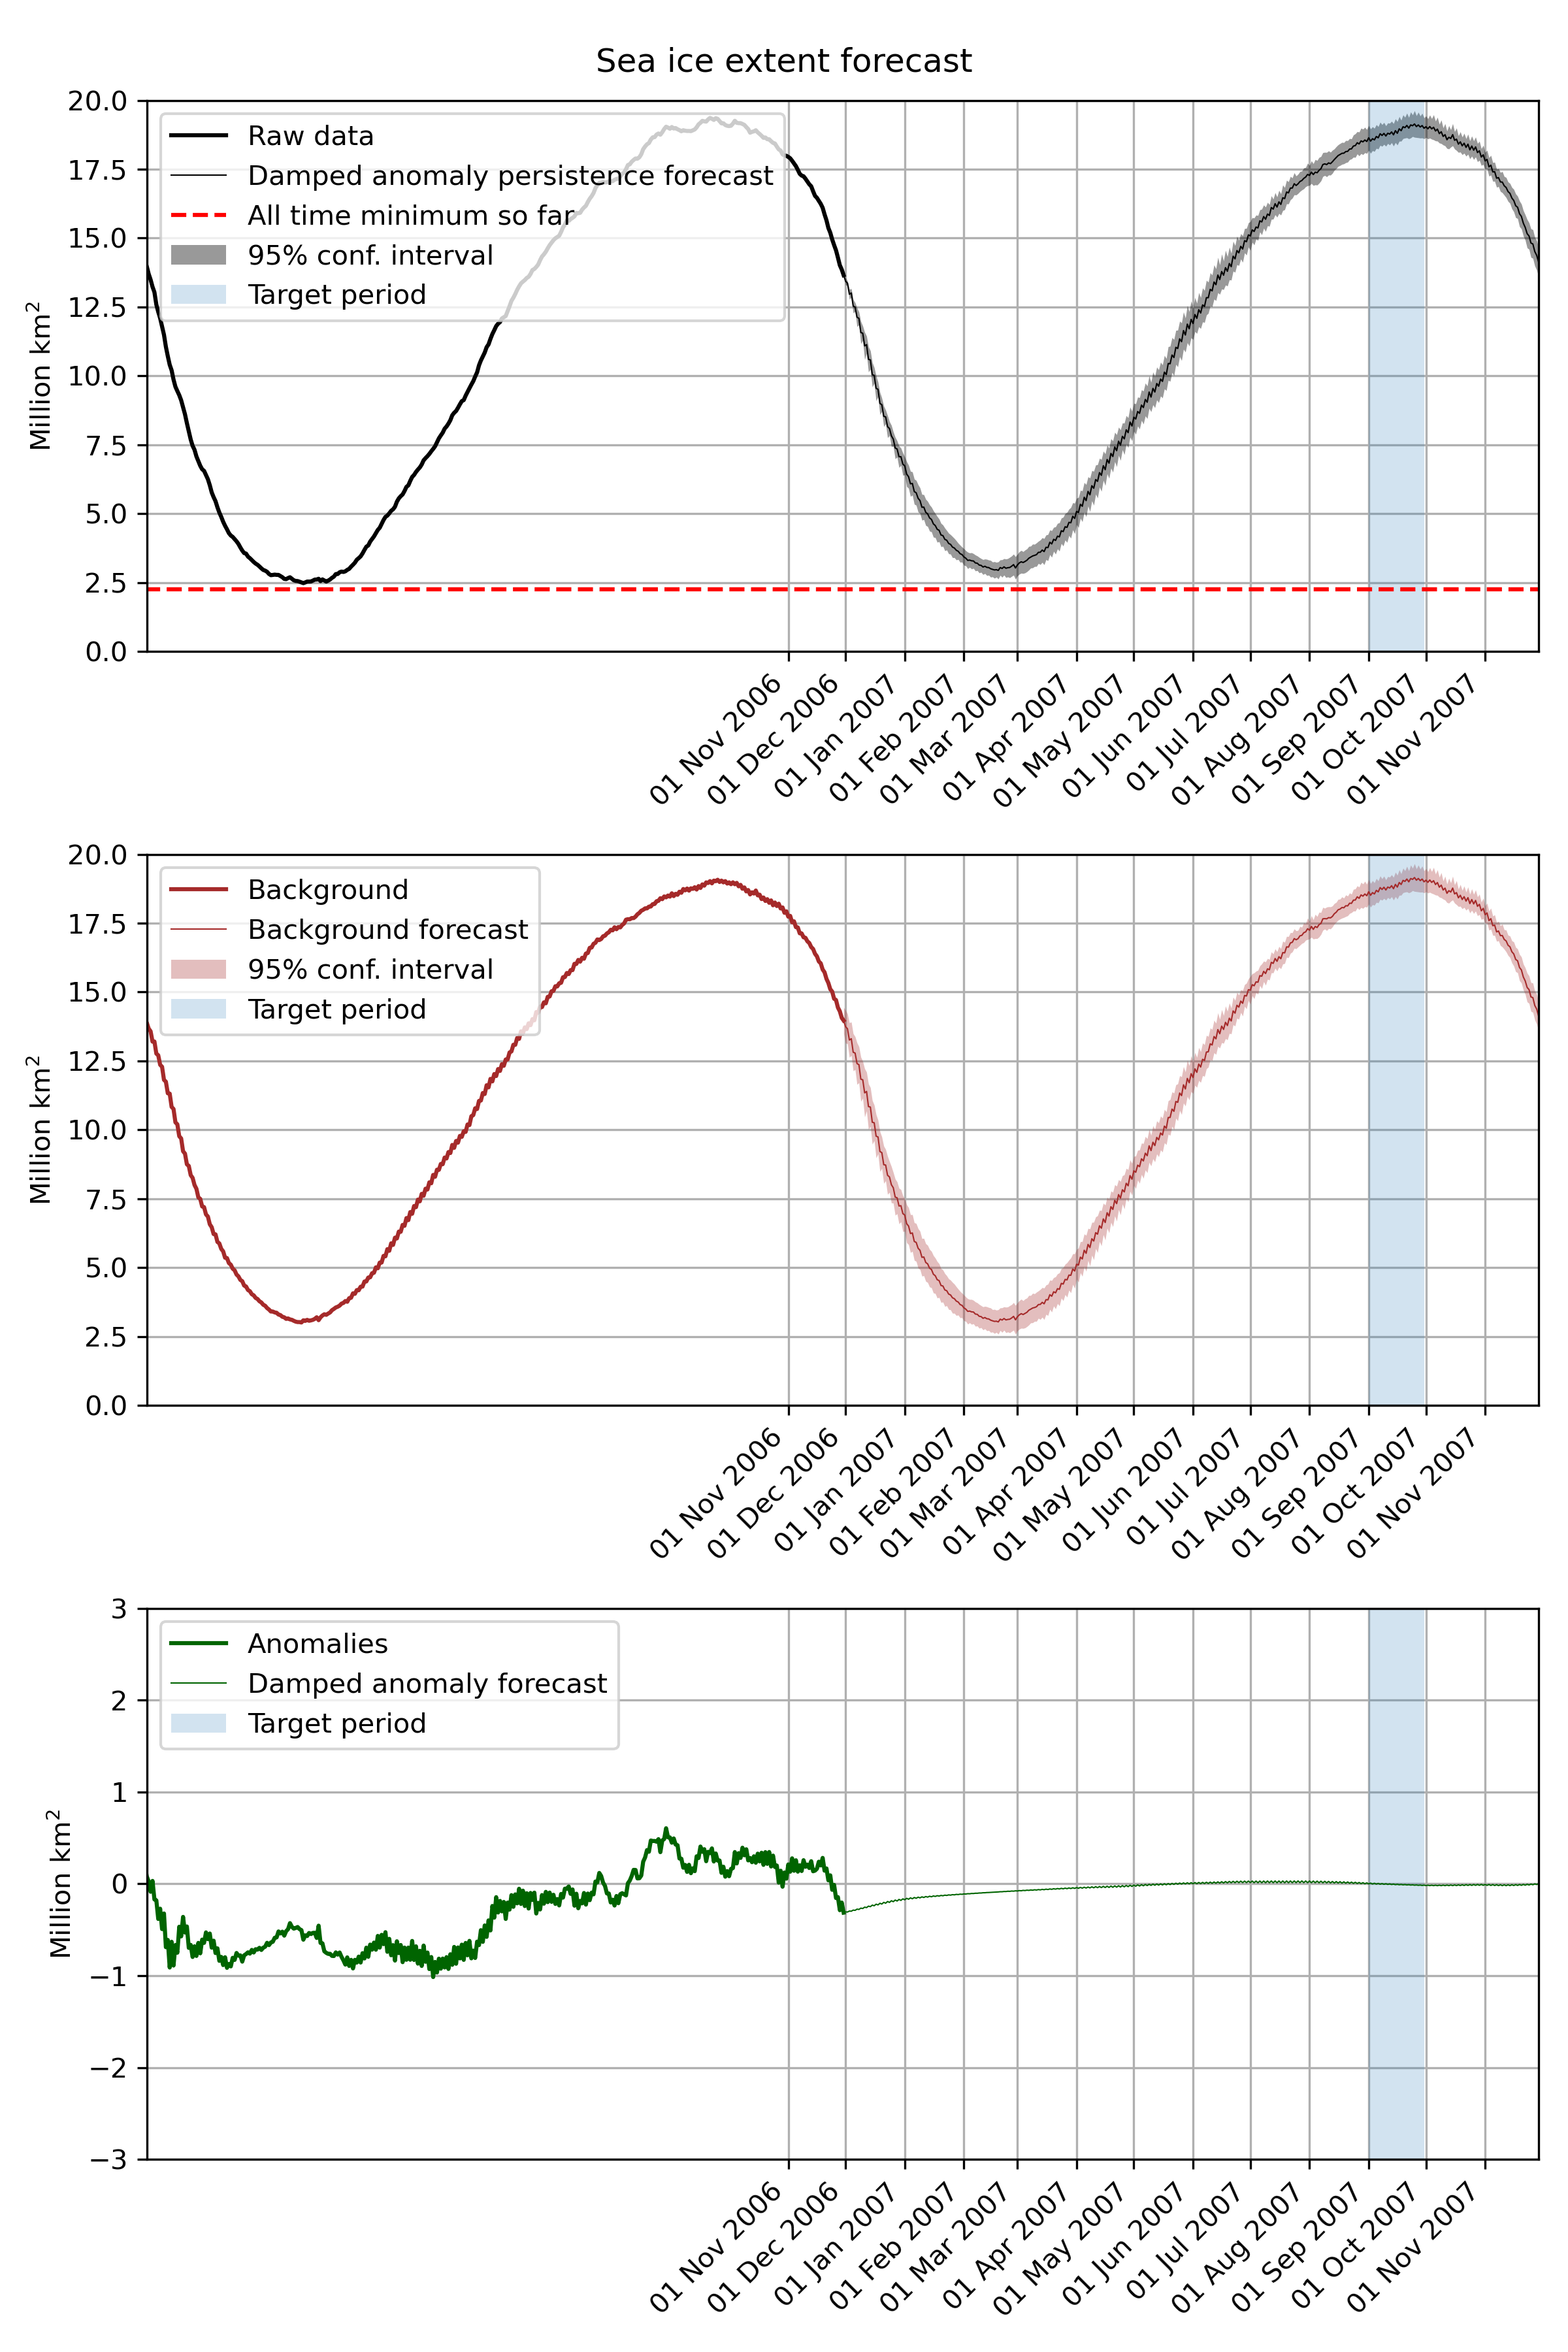 Sea ice extent forecast
20.0
17.5
15.0
12.5
10.0
7.5
5.0
2.5
0.0
Million km²
Raw data
Damped anomaly persistence forecast
All time minimum so far
95% conf. interval
Target period
01 Nov 2006
01 Dec 2006
01 Jan 2007
01 Feb 2007
01 Mar 2007
01 Apr 2007
01 May 2007
01 Jun 2007
01 Jul 2007
01 Aug 2007
01 Sep 2007
01 Oct 2007
01 Nov 2007
20.0
17.5
15.0
12.5
10.0
7.5
5.0
2.5
0.0
Million km²
Background
Background forecast
95% conf. interval
Target period
01 Nov 2006
01 Dec 2006
01 Jan 2007
01 Feb 2007
01 Mar 2007
01 Apr 2007
01 May 2007
01 Jun 2007
01 Jul 2007
01 Aug 2007
01 Sep 2007
01 Oct 2007
01 Nov 2007
3
2
1
0
−1
−2
−3
Million km²
Anomalies
Damped anomaly forecast
Target period
01 Nov 2006
01 Dec 2006
01 Jan 2007
01 Feb 2007
01 Mar 2007
01 Apr 2007
01 May 2007
01 Jun 2007
01 Jul 2007
01 Aug 2007
01 Sep 2007
01 Oct 2007
01 Nov 2007